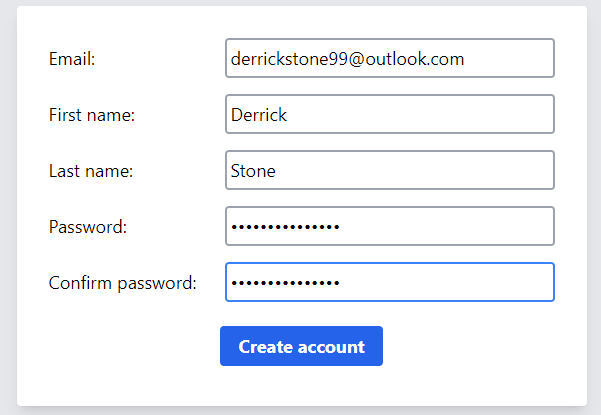 Email: derrickstone99@outlook.com
First name: Derrick
Last name: Stone
Password: •••••••••••••••
Confirm password: •••••••••••••••
Create account